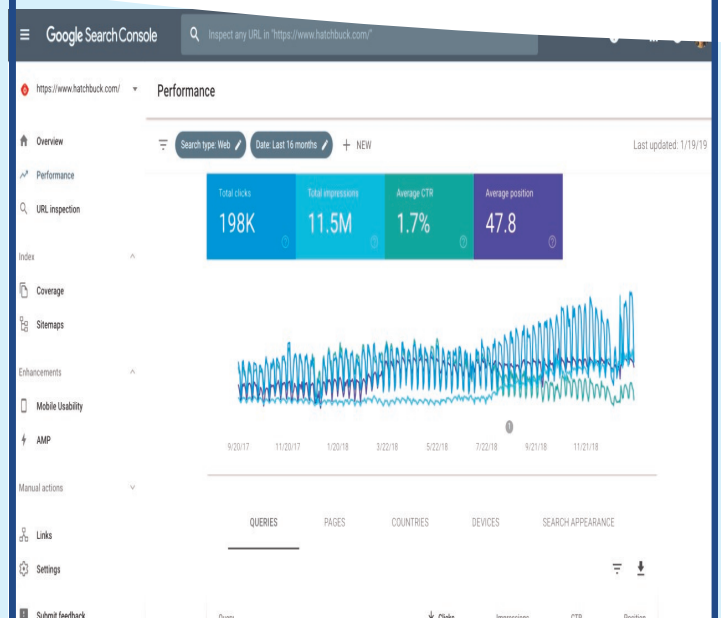 Google Search Console
Inspect any URL in "https://www.hatchbuck.com/"
https://www.hatchbuck.com/
Performance
Overview
Performance
URL inspection
Index
Coverage
Sitemaps
Enhancements
Mobile Usability
AMP
Manual actions
Links
Settings
Submit feedback
Search type: Web
Date: Last 16 months
+ NEW
Last updated: 1/19/19
Total clicks
198K
Total impressions
11.5M
Average CTR
1.7%
Average position
47.8
1
9/20/17 11/20/17 1/20/18 3/22/18 5/22/18 7/22/18 9/21/18 11/21/18
QUERIES PAGES COUNTRIES DEVICES SEARCH APPEARANCE
Query Clicks Impressions CTR Position